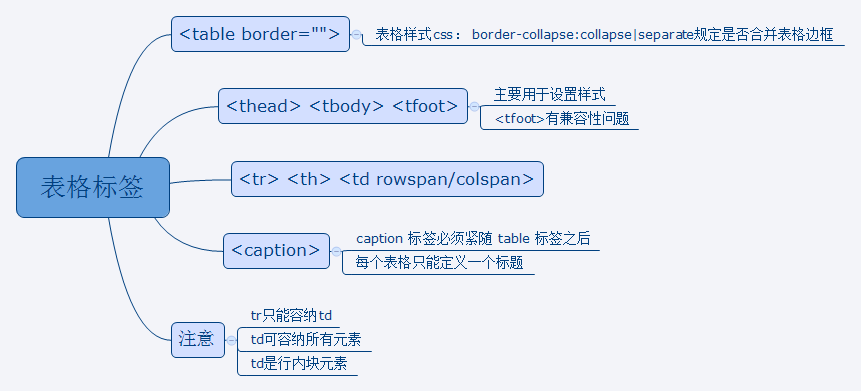 <table border="">
表格样式css： border-collapse:collapse|separate规定是否合并表格边框
<thead> <tbody> <tfoot>
主要用于设置样式
<tfoot>有兼容性问题
表格标签
<tr> <th> <td rowspan/colspan>
<caption>
caption 标签必须紧随 table 标签之后
每个表格只能定义一个标题
注意
tr只能容纳td
td可容纳所有元素
td是行内块元素